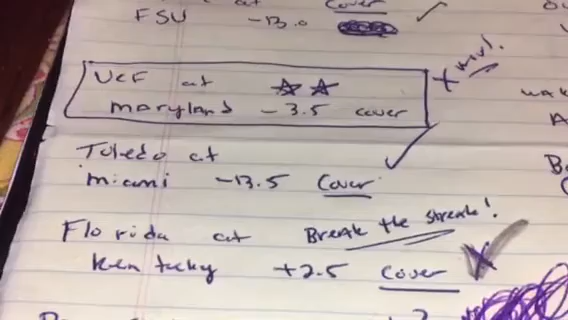 at Cover
FSU -13.0
UCF at
maryland -3.5 cover
Toledo at
miami -13.5 Cover
Florida at Break the streak!
Kentucky +2.5 Cover